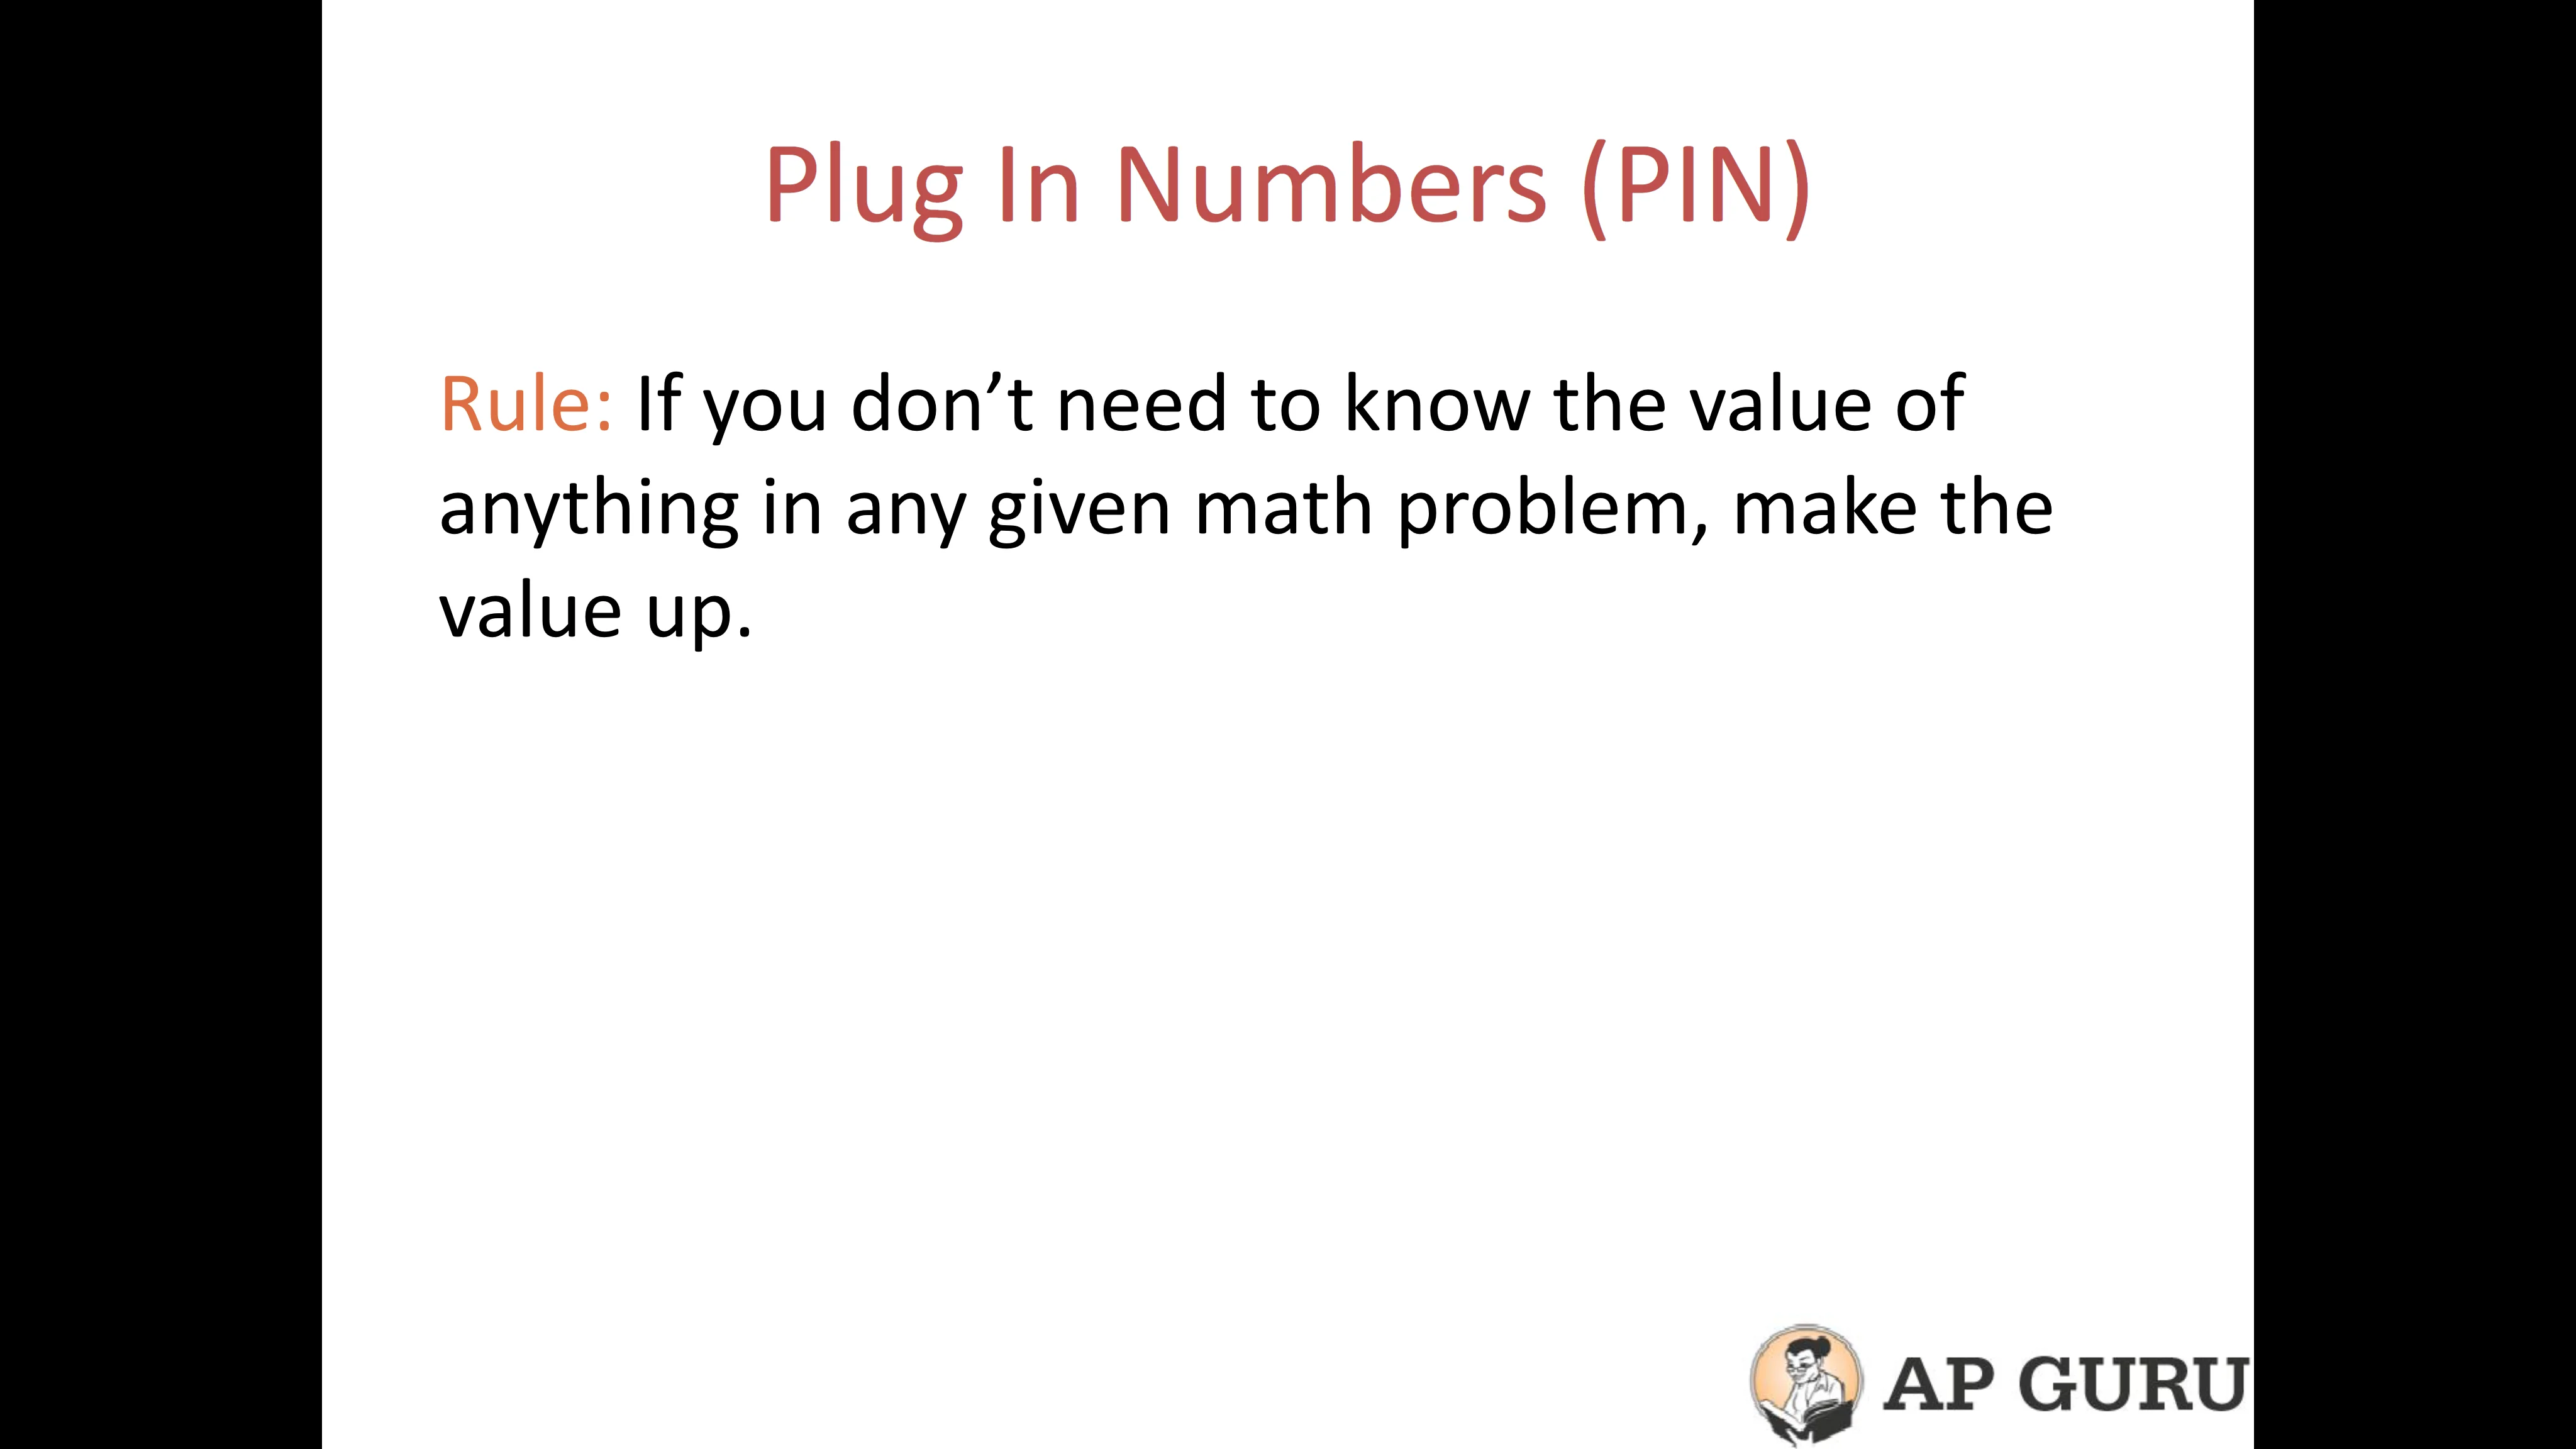 Plug In Numbers (PIN)
Rule: If you don’t need to know the value of
anything in any given math problem, make the
value up.
AP GURU